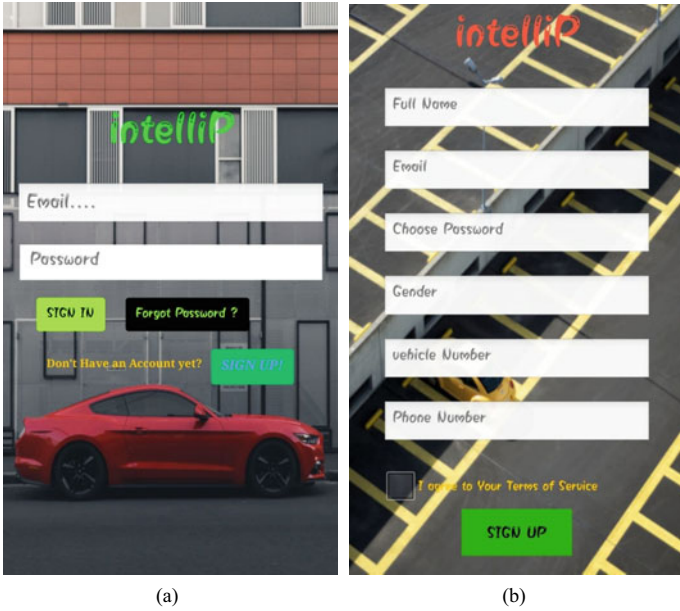 intelliP
Email....
Password
SIGN IN
Forgot Password ?
Don't Have an Account yet?
SIGN UP!
(a)
intelliP
Full Name
Email
Choose Password
Gender
vehicle Number
Phone Number
I agree to Your Terms of Service
SIGN UP
(b)